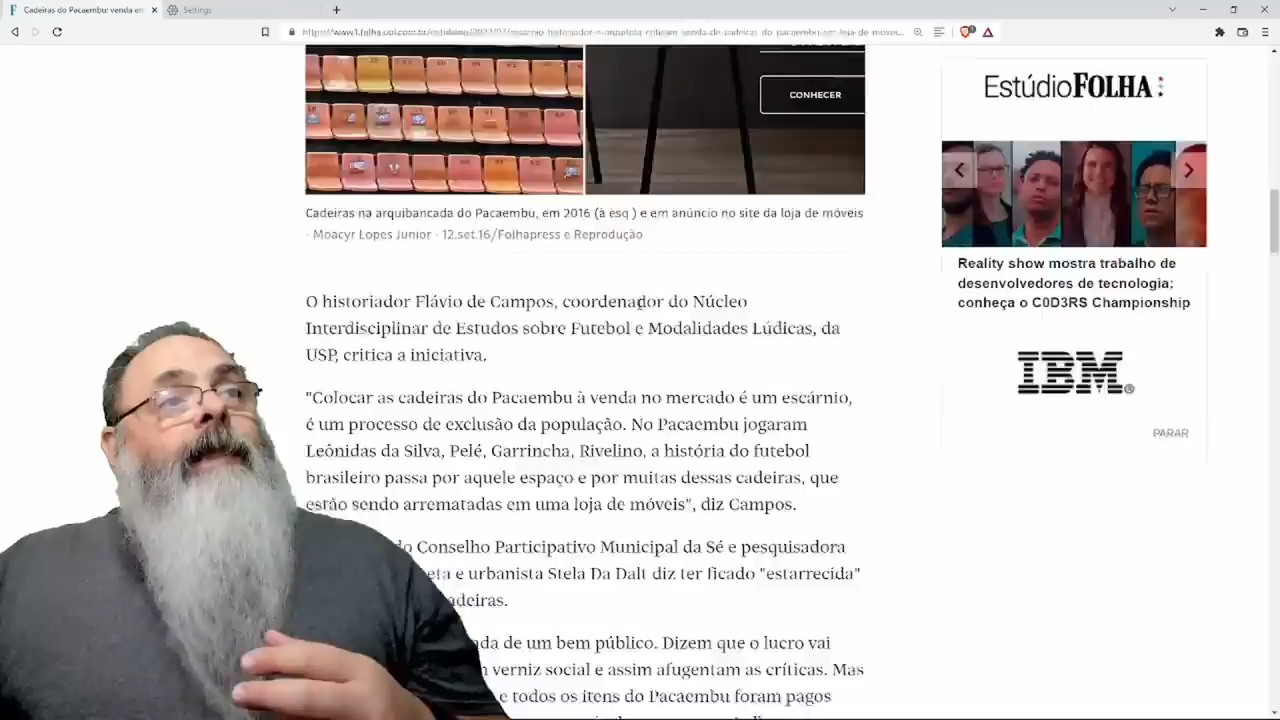 Cadeiras do Pacaembu: venda em
Settings
CONHECER
Cadeiras na arquibancada do Pacaembu, em 2016 (à esq ) e em anúncio no site da loja de móveis
- Moacyr Lopes Junior - 12.set.16/Folhapress e Reprodução
O historiador Flávio de Campos, coordenador do Núcleo
Interdisciplinar de Estudos sobre Futebol e Modalidades Lúdicas, da
USP, critica a iniciativa.
"Colocar as cadeiras do Pacaembu à venda no mercado é um escárnio,
é um processo de exclusão da população. No Pacaembu jogaram
Leônidas da Silva, Pelé, Garrincha, Rivelino, a história do futebol
brasileiro passa por aquele espaço e por muitas dessas cadeiras, que
estão sendo arrematadas em uma loja de móveis", diz Campos.
do Conselho Participativo Municipal da Sé e pesquisadora
e urbanista Stela Da Dalt diz ter ficado "estarrecida"
de um bem público. Dizem que o lucro vai
verniz social e assim afugentam as críticas. Mas
e todos os itens do Pacaembu foram pagos
EstúdioFOLHA:
Reality show mostra trabalho de
desenvolvedores de tecnologia;
conheça o C0D3RS Championship
IBM
PARAR